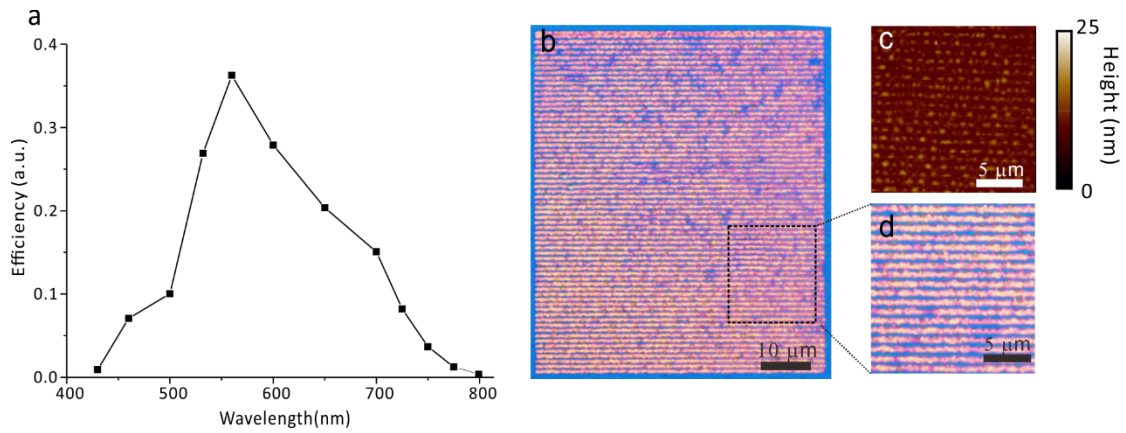 a
0.4
0.3
0.2
0.1
0.0
400
500
600
700
800
Efficiency (a.u.)
Wavelength(nm)
b
10 μm
c
5 μm
25
0
Height (nm)
d
5 μm